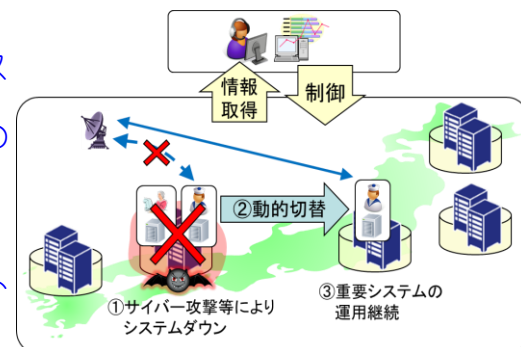 ス
の
情報
取得
制御
②動的切替
①サイバー攻撃等により
システムダウン
③重要システムの
運用継続